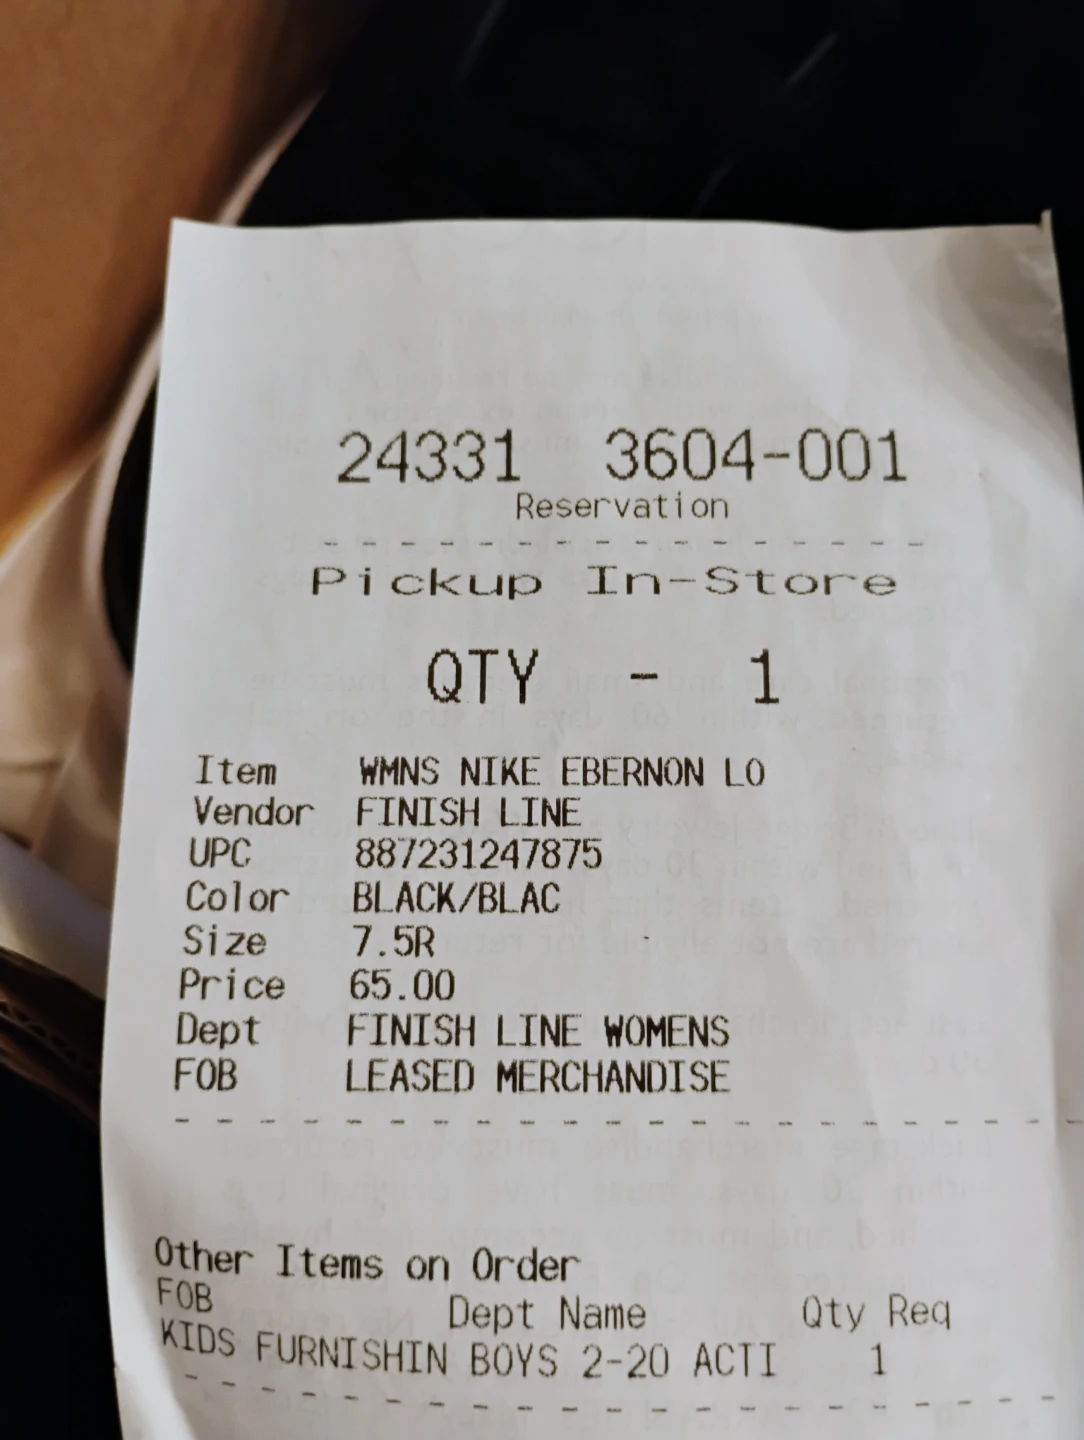 24331 3604-001
Reservation
Pickup In-Store
QTY - 1
Item WMNS NIKE EBERNON LO
Vendor FINISH LINE
UPC 887231247875
Color BLACK/BLAC
Size 7.5R
Price 65.00
Dept FINISH LINE WOMENS
FOB LEASED MERCHANDISE
Other Items on Order
FOB Dept Name Qty Req
KIDS FURNISHIN BOYS 2-20 ACTI 1